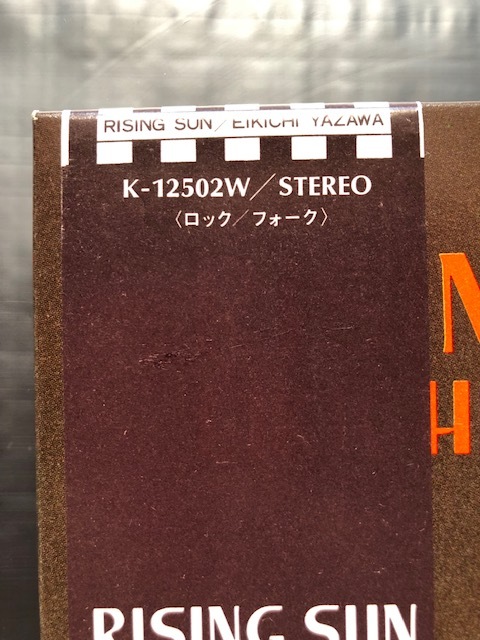 RISING SUN/EIKICHI YAZAWA
K-12502W/STEREO
〈ロック/フォーク〉
N
H
RISING SUN